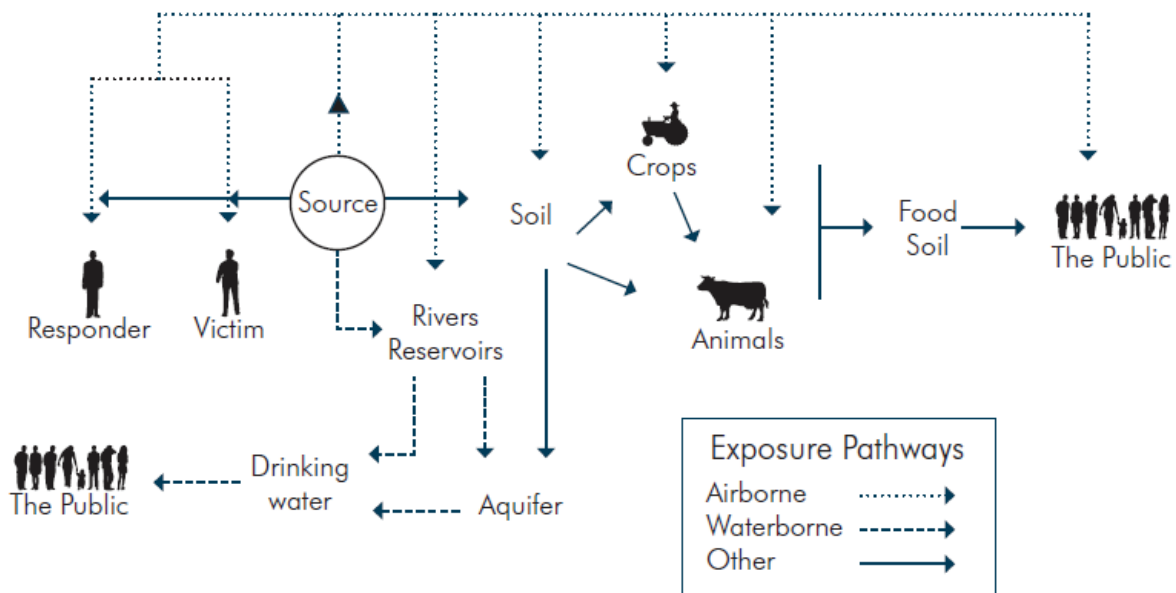 Crops
Source
Soil
Food
Soil
The Public
Responder
Victim
Rivers
Reservoirs
Animals
Exposure Pathways
Airborne
Waterborne
Other
Drinking
water
Aquifer
The Public